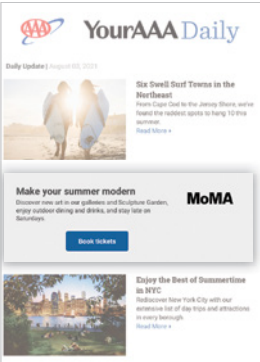 AAA
YourAAA Daily
Daily Update | August 02, 2021
Six Swell Surf Towns in the
Northeast
From Cape Cod to the Jersey Shore, we've
found the raddest spots to hang 10 this
summer.
Read More »
Make your summer modern
Discover new art in our galleries and Sculpture Garden,
enjoy outdoor dining and drinks, and stay late on
Saturdays.
MoMA
Book tickets
Enjoy the Best of Summertime
in NYC
Rediscover New York City with our
extensive list of day trips and attractions
in every borough.
Read More »